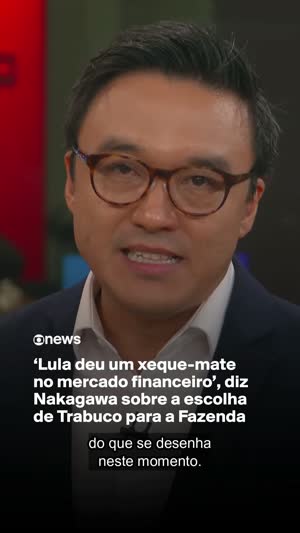 news
‘Lula deu um xeque-mate
no mercado financeiro’, diz
Nakagawa sobre a escolha
de Trabuco para a Fazenda
do que se desenha
neste momento.